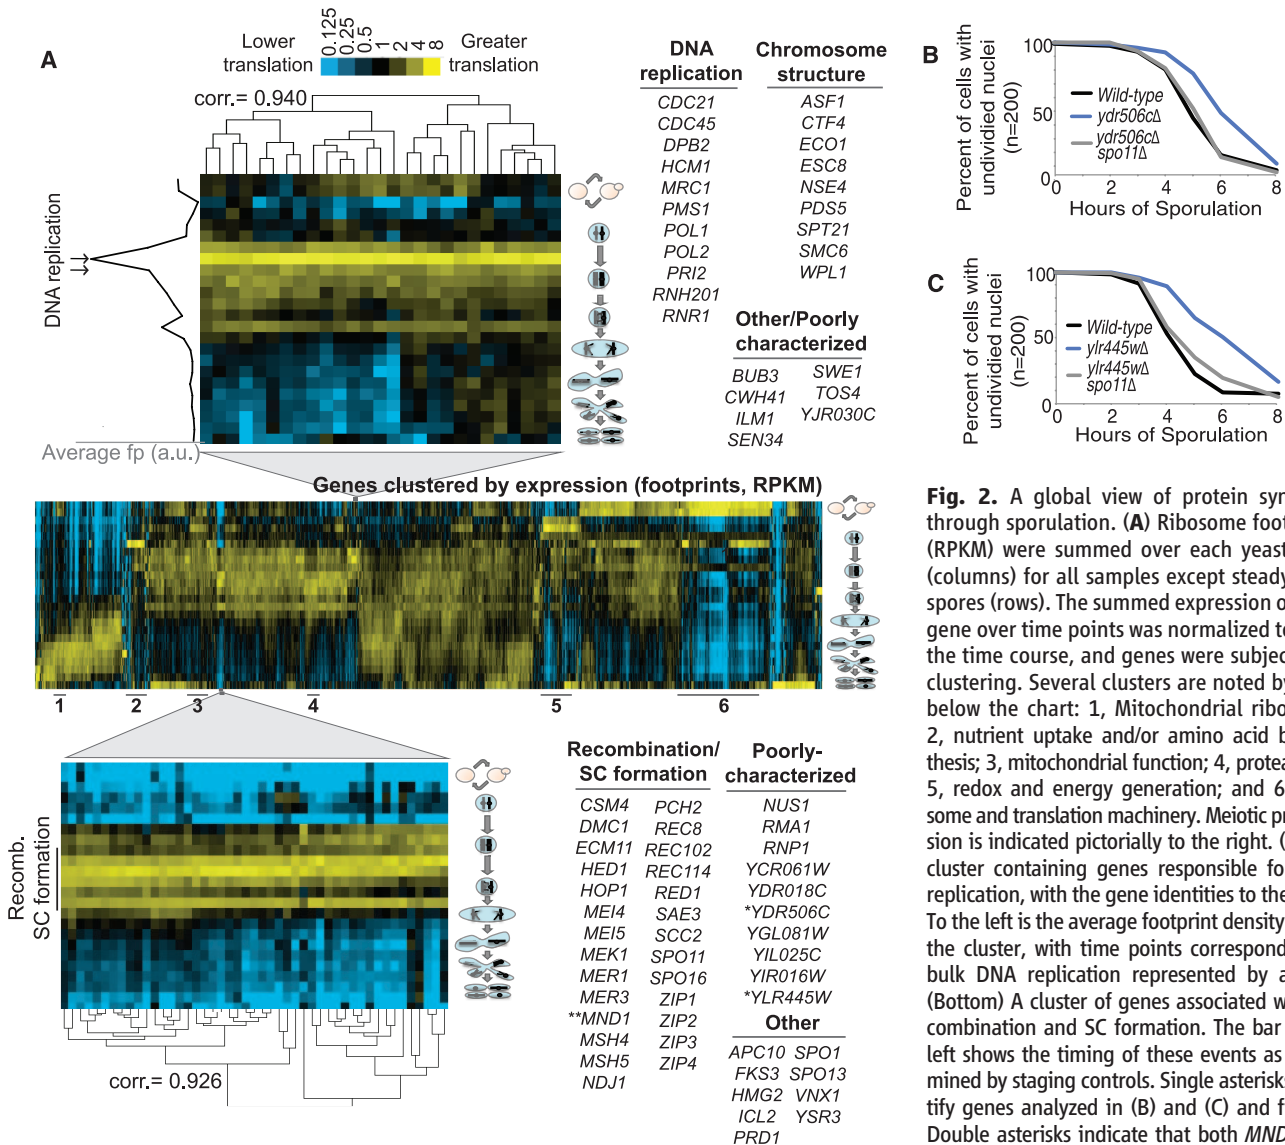 A
Lower translation
0.125
0.25
0.5
1
2
4
8
Greater translation
corr.= 0.940
DNA replication
Average fp (a.u.)
DNA replication
CDC21
CDC45
DPB2
HCM1
MRC1
PMS1
POL1
POL2
PRI2
RNH201
RNR1
Chromosome structure
ASF1
CTF4
ECO1
ESC8
NSE4
PDS5
SPT21
SMC6
WPL1
Other/Poorly characterized
BUB3
CWH41
ILM1
SEN34
SWE1
TOS4
YJR030C
Genes clustered by expression (footprints, RPKM)
1 2 3 4 5 6
Recomb. SC formation
corr.= 0.926
Recombination/ SC formation
CSM4
DMC1
ECM11
HED1
HOP1
MEI4
MEI5
MEK1
MER1
MER3
**MND1
MSH4
MSH5
NDJ1
PCH2
REC8
REC102
REC114
RED1
SAE3
SCC2
SPO11
SPO16
ZIP1
ZIP2
ZIP3
ZIP4
Poorly-characterized
NUS1
RMA1
RNP1
YCR061W
YDR018C
*YDR506C
YGL081W
YIL025C
YIR016W
*YLR445W
Other
APC10
FKS3
HMG2
ICL2
PRD1
SPO1
SPO13
VNX1
YSR3
B
Percent of cells with undividied nuclei (n=200)
100
50
0
0 2 4 6 8
Hours of Sporulation
Wild-type
ydr506cΔ
ydr506cΔ
spo11Δ
C
Percent of cells with undividied nuclei (n=200)
100
50
0
0 2 4 6 8
Hours of Sporulation
Wild-type
ylr445wΔ
ylr445wΔ
spo11Δ
Fig. 2. A global view of protein syn
through sporulation. (A) Ribosome foot
(RPKM) were summed over each yeast
(columns) for all samples except steady
spores (rows). The summed expression o
gene over time points was normalized to
the time course, and genes were subjec
clustering. Several clusters are noted by
below the chart: 1, Mitochondrial ribo
2, nutrient uptake and/or amino acid b
thesis; 3, mitochondrial function; 4, protea
5, redox and energy generation; and 6
some and translation machinery. Meiotic pr
sion is indicated pictorially to the right. (
cluster containing genes responsible fo
replication, with the gene identities to the
To the left is the average footprint density
the cluster, with time points correspond
bulk DNA replication represented by a
(Bottom) A cluster of genes associated w
combination and SC formation. The bar
left shows the timing of these events as
mined by staging controls. Single asterisks
tify genes analyzed in (B) and (C) and f
Double asterisks indicate that both MND